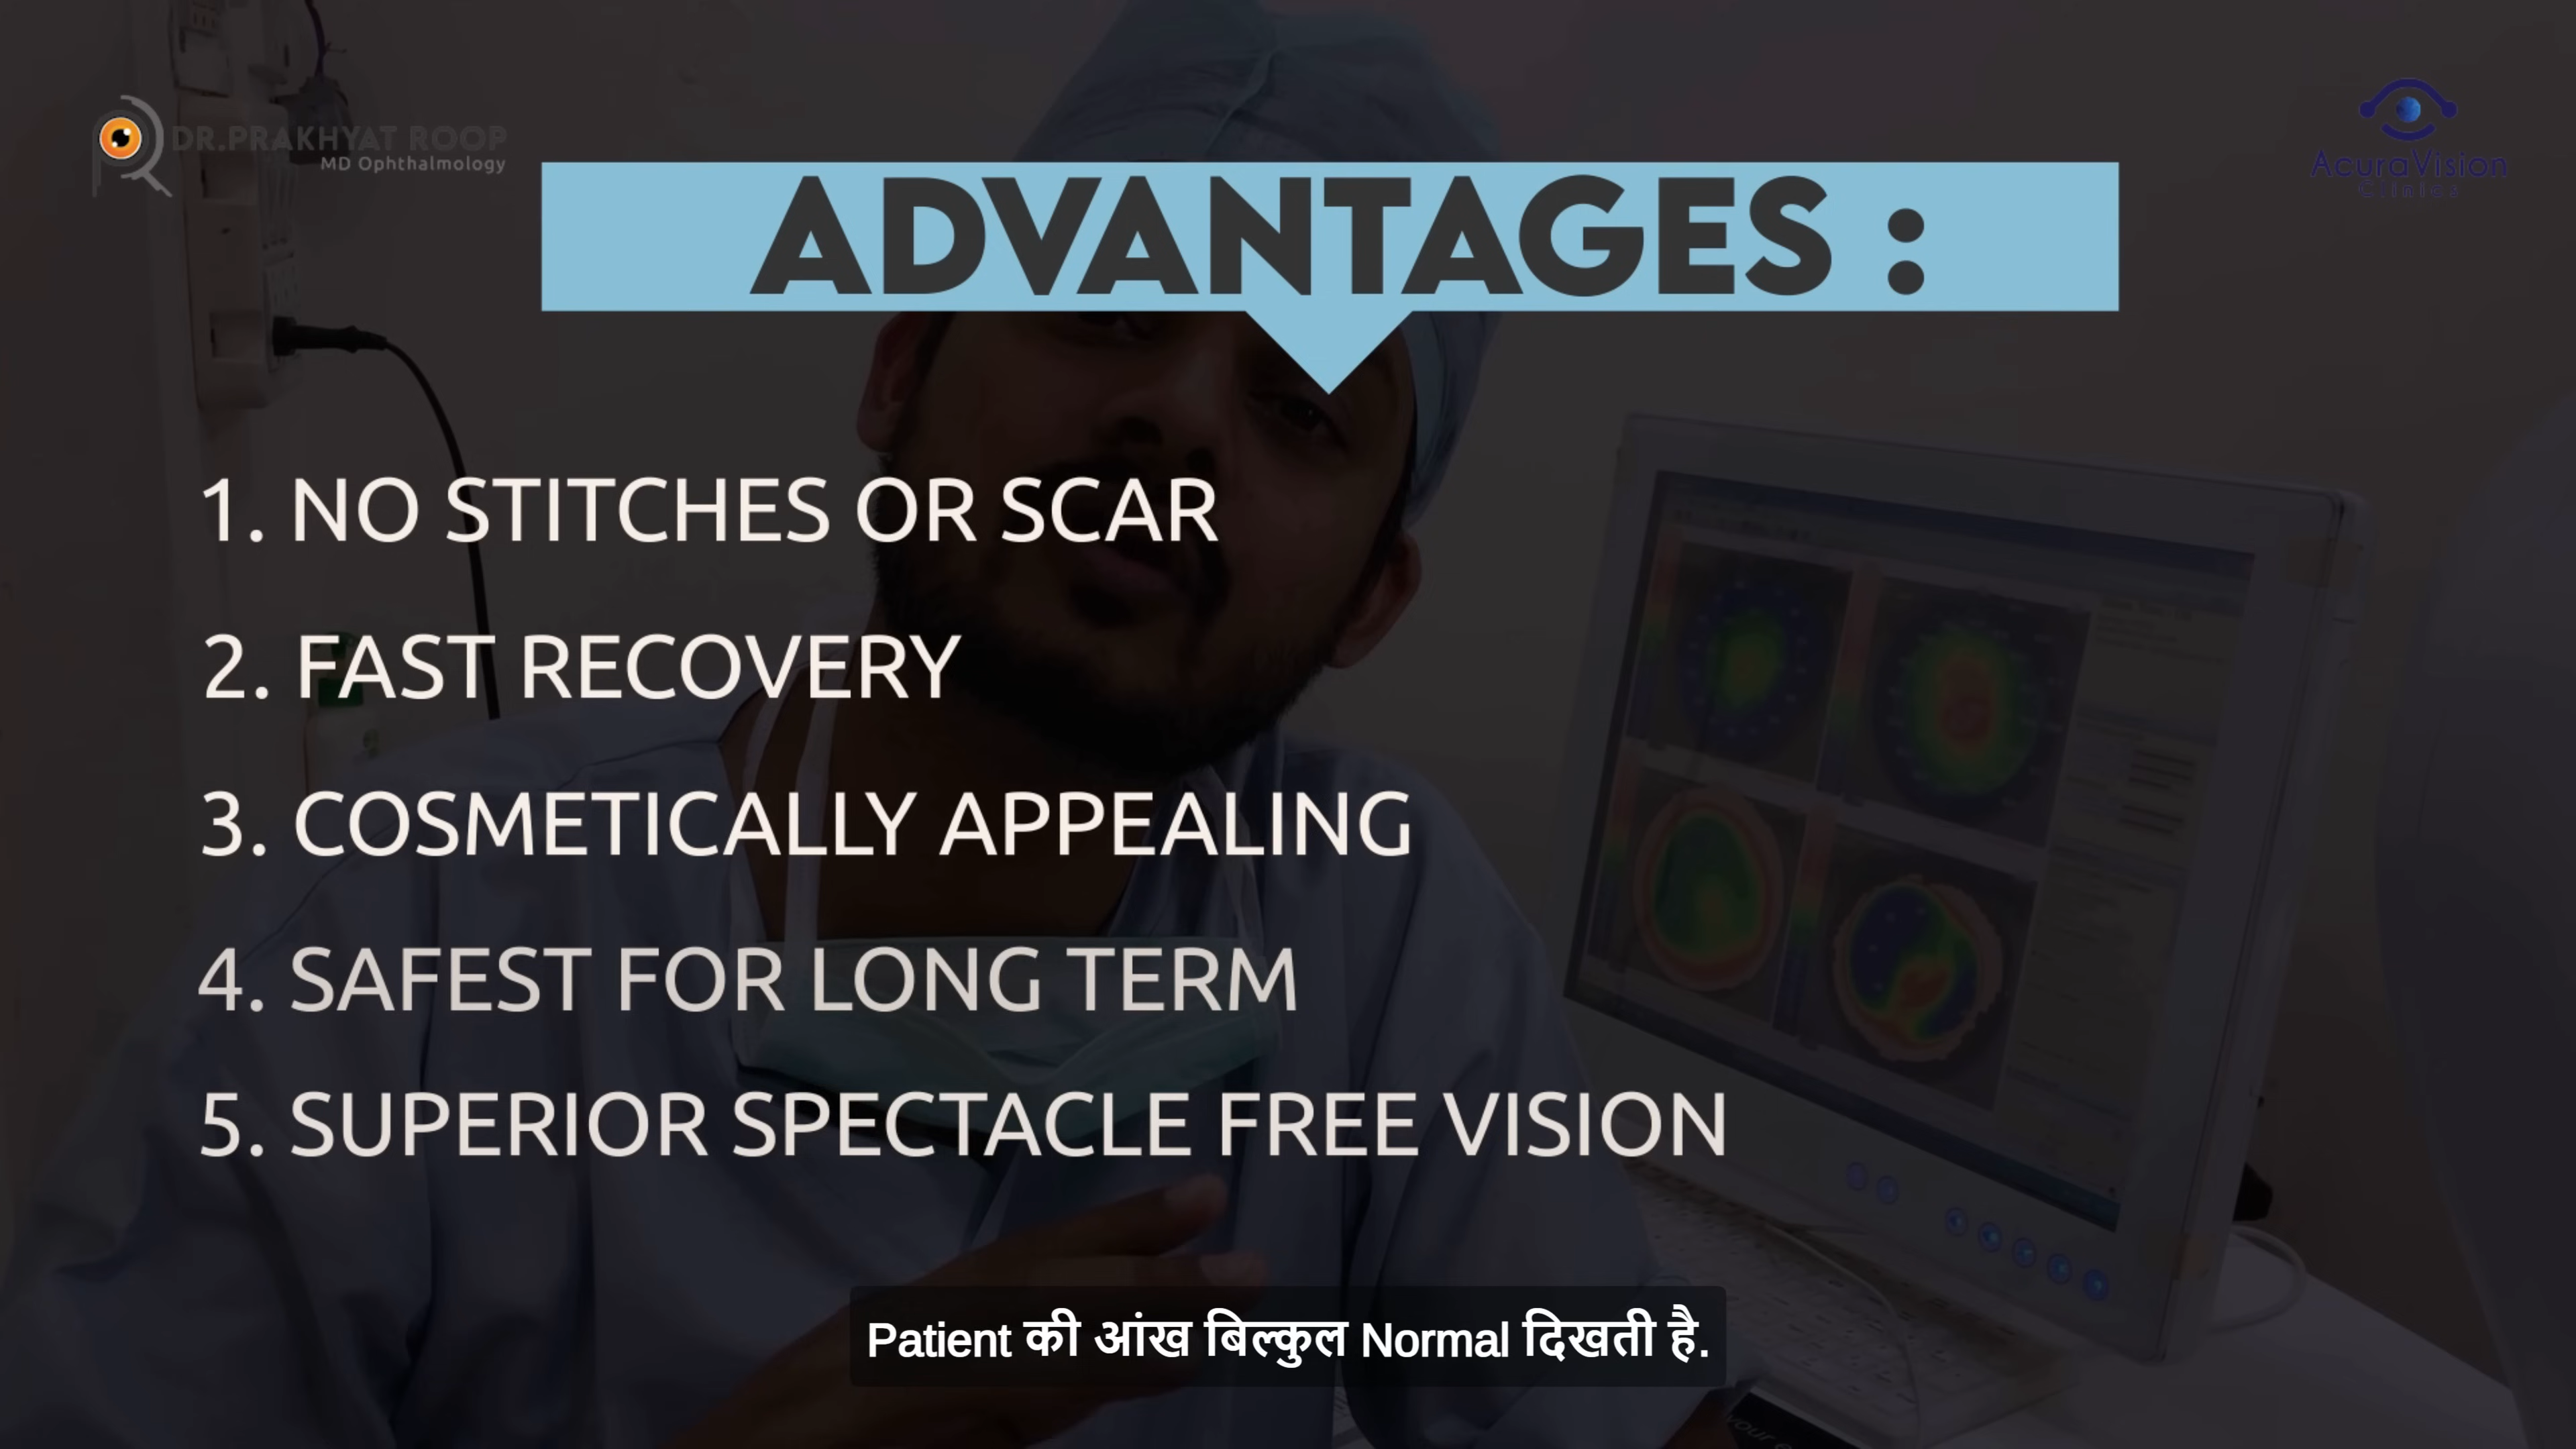 DR.PRAKHYAT ROOP
MD Ophthalmology
AcuraVision
Clinics
ADVANTAGES :
1. NO STITCHES OR SCAR
2. FAST RECOVERY
3. COSMETICALLY APPEALING
4. SAFEST FOR LONG TERM
5. SUPERIOR SPECTACLE FREE VISION
Patient की आंख बिल्कुल Normal दिखती है.